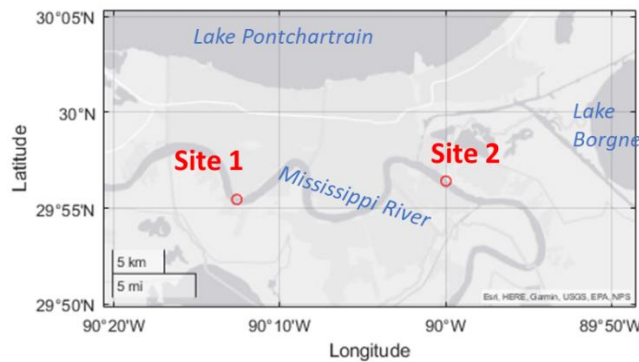 30°05'N
Lake Pontchartrain
30°N
Lake
Borgne
Latitude
Site 1
Site 2
Mississippi River
29°55'N
5 km
5 mi
Esri, HERE, Garmin, USGS, EPA, NPS
29°50'N
90°20'W
90°10'W
90°W
89°50'W
Longitude